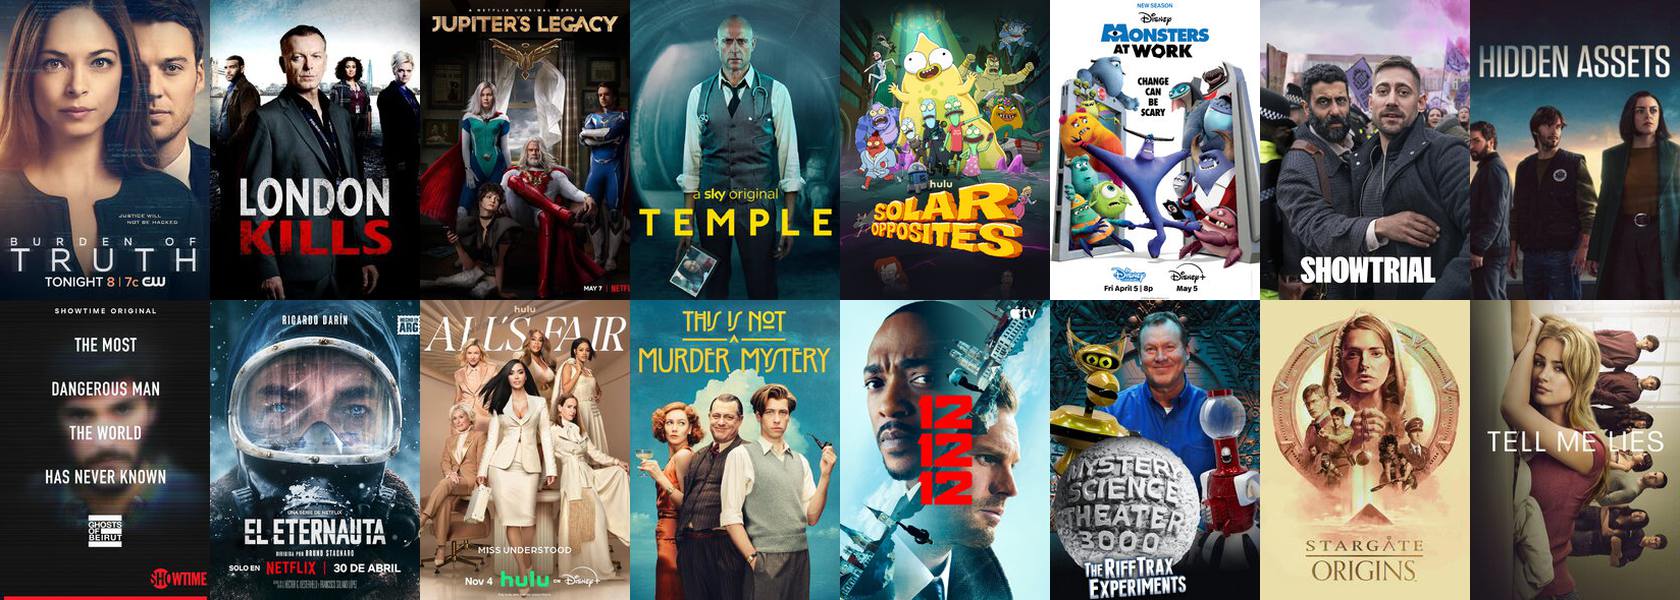 BURDEN OF
TRUTH
JUSTICE WILL
NOT BE HACKED
TONIGHT 8 | 7c CW
LONDON
KILLS
A NETFLIX ORIGINAL SERIES
JUPITER'S LEGACY
MAY 7 | NETFL
a sky original
TEMPLE
hulu
SOLAR
OPPOSITES
NEW SEASON
Disney
MONSTERS
AT WORK
CHANGE
CAN
BE
SCARY
Disney
Disney+
Fri April 5 | 8p
May 5
SHOWTRIAL
HIDDEN ASSETS
SHOWTIME ORIGINAL
THE MOST
DANGEROUS MAN
THE WORLD
HAS NEVER KNOWN
GHOSTS
OF
BEIRUT
SHOWTIME
RICARDO DARÍN
ARG
UNA SERIE DE NETFLIX
EL ETERNAUTA
DIRIGIDA POR BRUNO STAGNARO
SOLO EN NETFLIX | 30 DE ABRIL
hulu
ALL'S FAIR
MISS UNDERSTOOD
Nov 4 hulu on Disney+
THIS IS NOT
A
MURDER MYSTERY
tv
12
12
12
MYSTERY
SCIENCE
THEATER
3000
THE RIFFTRAX
EXPERIMENTS
STARGATE
ORIGINS
TELL ME LIES